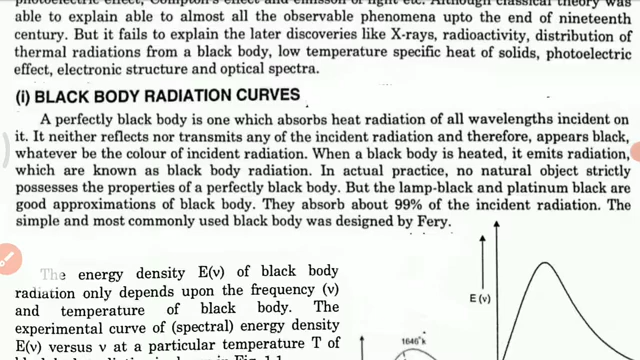 photoelectric effect, Compton's effect and emission of light etc. Although classical theory was
able to explain able to almost all the observable phenomena upto the end of nineteenth
century. But it fails to explain the later discoveries like X-rays, radioactivity, distribution of
thermal radiations from a black body, low temperature specific heat of solids, photoelectric
effect, electronic structure and optical spectra.
(i) BLACK BODY RADIATION CURVES
A perfectly black body is one which absorbs heat radiation of all wavelengths incident on
it. It neither reflects nor transmits any of the incident radiation and therefore, appears black,
whatever be the colour of incident radiation. When a black body is heated, it emits radiation,
which are known as black body radiation. In actual practice, no natural object strictly
possesses the properties of a perfectly black body. But the lamp-black and platinum black are
good approximations of black body. They absorb about 99% of the incident radiation. The
simple and most commonly used black body was designed by Fery.
The energy density E(ν) of black body
radiation only depends upon the frequency (ν)
and temperature of black body. The
experimental curve of (spectral) energy density
E(ν) versus ν at a particular temperature T of
E (ν)
1646°k